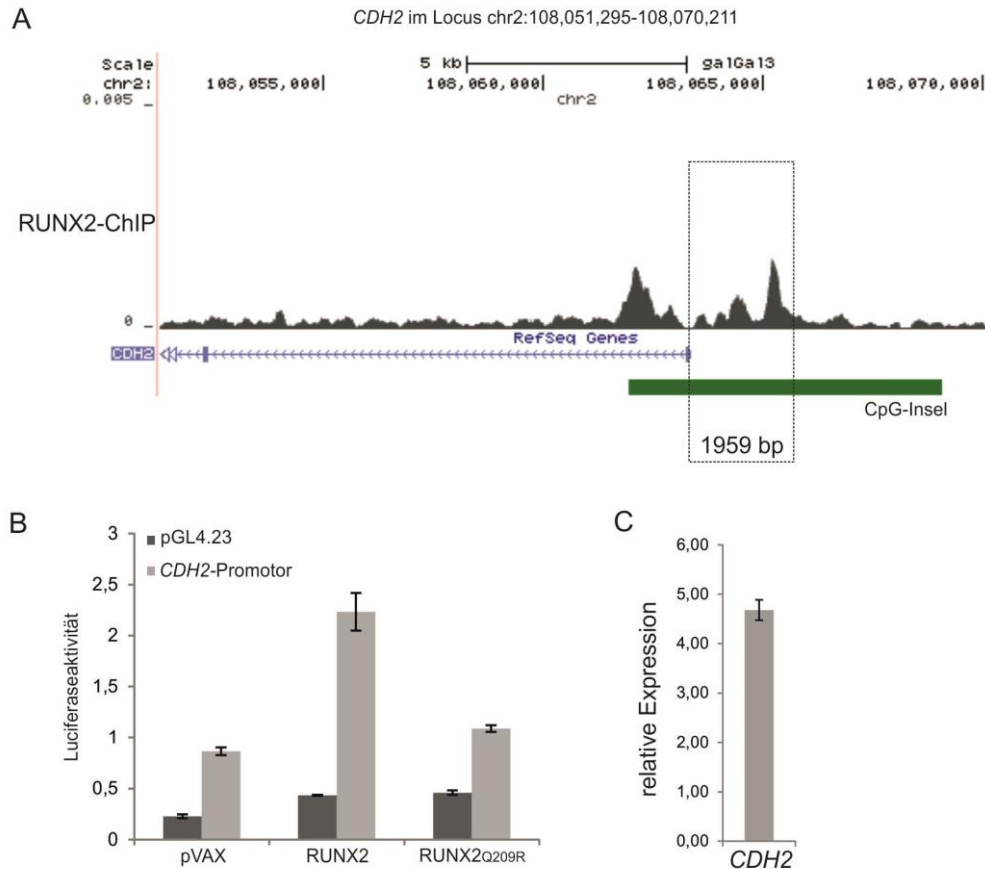 A
CDH2 im Locus chr2:108,051,295-108,070,211
Scale
5 kb
galGal3
chr2:
108,055,000|
108,060,000|
108,065,000|
108,070,000|
0.005 _
chr2
RUNX2-ChIP
0 _
RefSeq Genes
CDH2
CpG-Insel
1959 bp
B
pGL4.23
CDH2-Promotor
Luciferaseaktivität
3
2,5
2
1,5
1
0,5
0
pVAX
RUNX2
RUNX2Q209R
C
relative Expression
6,00
5,00
4,00
3,00
2,00
1,00
0,00
CDH2